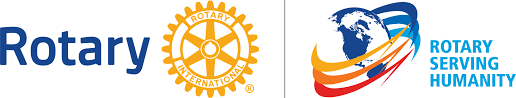 Rotary
ROTARY
INTERNATIONAL
®
ROTARY
SERVING
HUMANITY